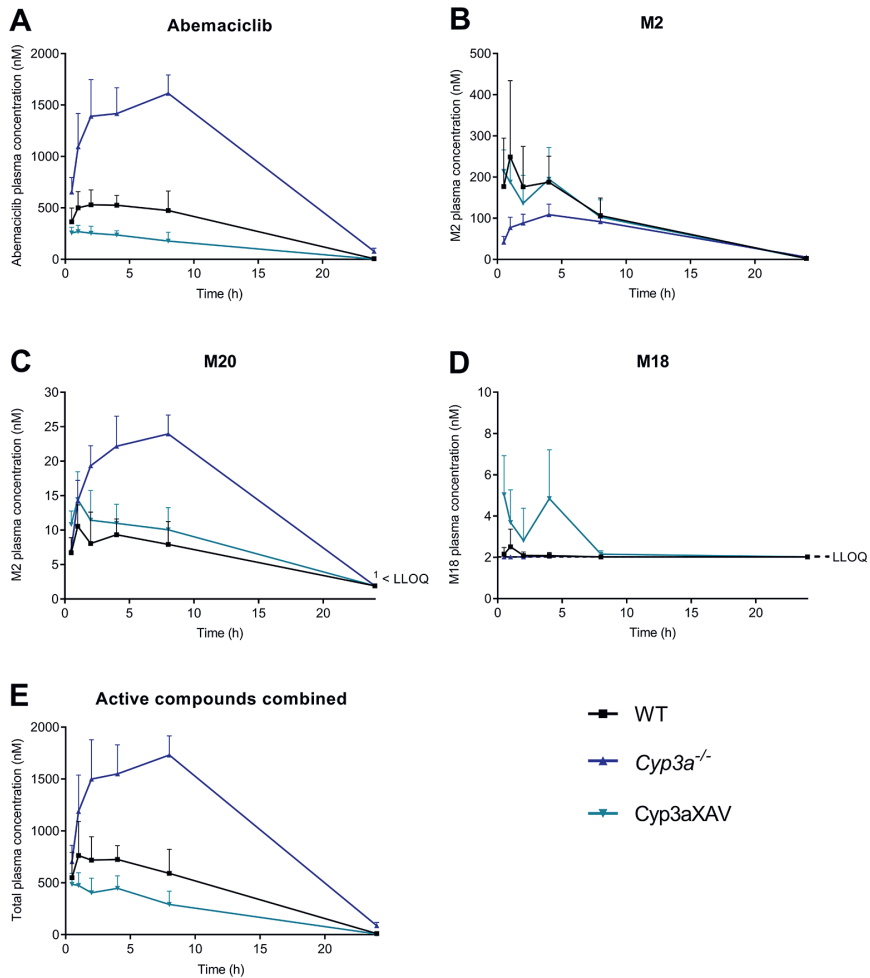 A
Abemaciclib
Abemaciclib plasma concentration (nM)
2000
1500
1000
500
0
0 5 10 15 20
Time (h)
B
M2
M2 plasma concentration (nM)
500
400
300
200
100
0
0 5 10 15 20
Time (h)
C
M20
M2 plasma concentration (nM)
30
25
20
15
10
5
0
1 < LLOQ
0 5 10 15 20
Time (h)
D
M18
M18 plasma concentration (nM)
10
8
6
4
2
0
LLOQ
0 5 10 15 20
Time (h)
E
Active compounds combined
Total plasma concentration (nM)
2000
1500
1000
500
0
0 5 10 15 20
Time (h)
WT
Cyp3a-/-
Cyp3aXAV